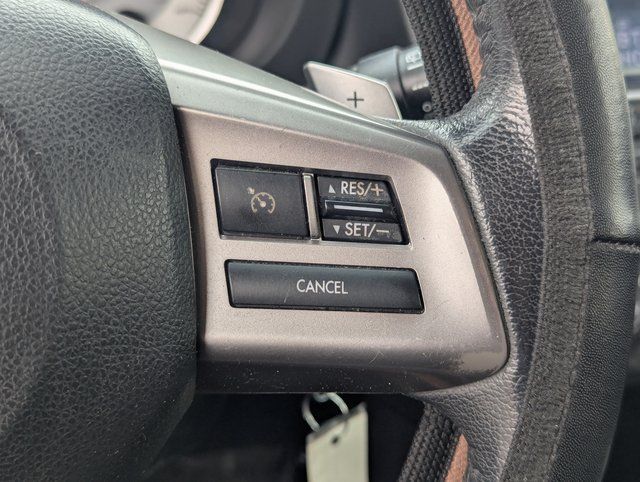 +
▲ RES/+
▼ SET/−
CANCEL